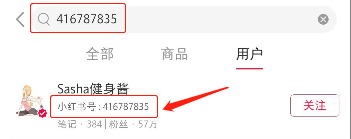 416787835
全部 商品 用户
Sasha健身酱
小红书号:416787835
关注
笔记·384|粉丝·57万